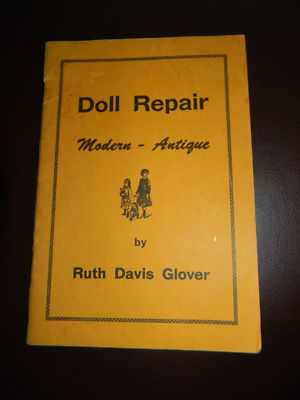 Doll Repair
Modern - Antique
by
Ruth Davis Glover